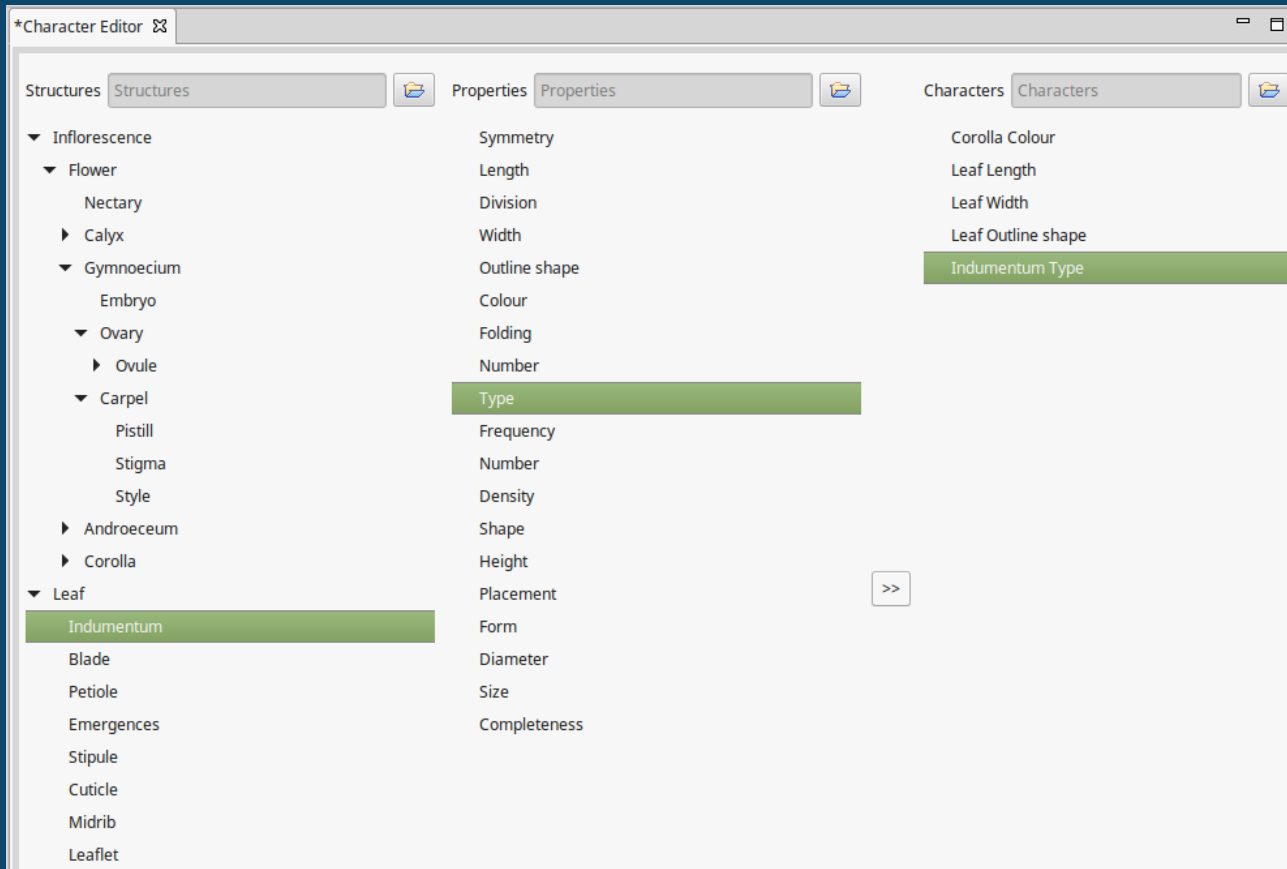 *Character Editor
Structures Structures
Inflorescence
Flower
Nectary
Calyx
Gymnoecium
Embryo
Ovary
Ovule
Carpel
Pistill
Stigma
Style
Androeceum
Corolla
Leaf
Indumentum
Blade
Petiole
Emergences
Stipule
Cuticle
Midrib
Leaflet
Properties Properties
Symmetry
Length
Division
Width
Outline shape
Colour
Folding
Number
Type
Frequency
Number
Density
Shape
Height
Placement
Form
Diameter
Size
Completeness
>>
Characters Characters
Corolla Colour
Leaf Length
Leaf Width
Leaf Outline shape
Indumentum Type